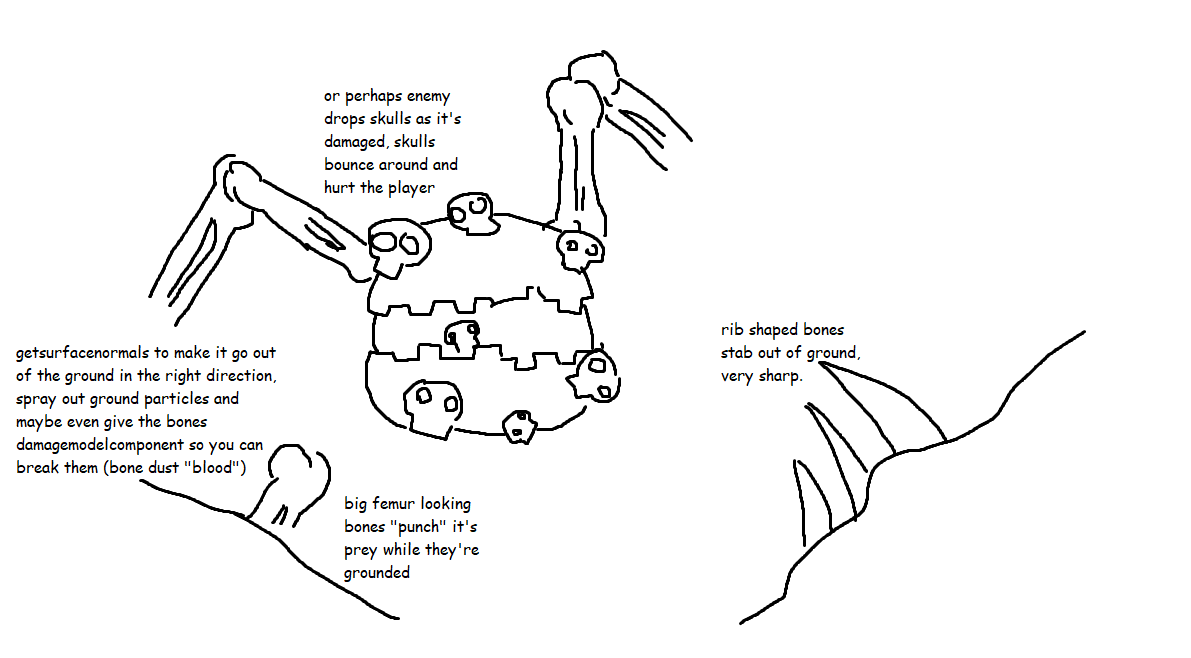 or perhaps enemy
drops skulls as it's
damaged, skulls
bounce around and
hurt the player
getsurfacenormals to make it go out
of the ground in the right direction,
spray out ground particles and
maybe even give the bones
damagemodelcomponent so you can
break them (bone dust "blood")
big femur looking
bones "punch" it's
prey while they're
grounded
rib shaped bones
stab out of ground,
very sharp.